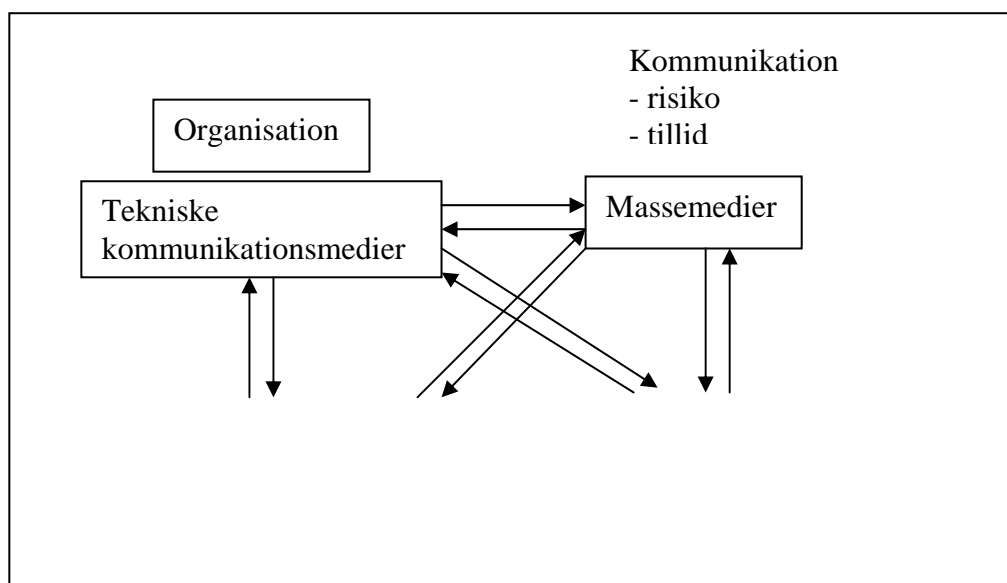 Kommunikation
- risiko
- tillid
Organisation
Tekniske
kommunikationsmedier
Massemedier